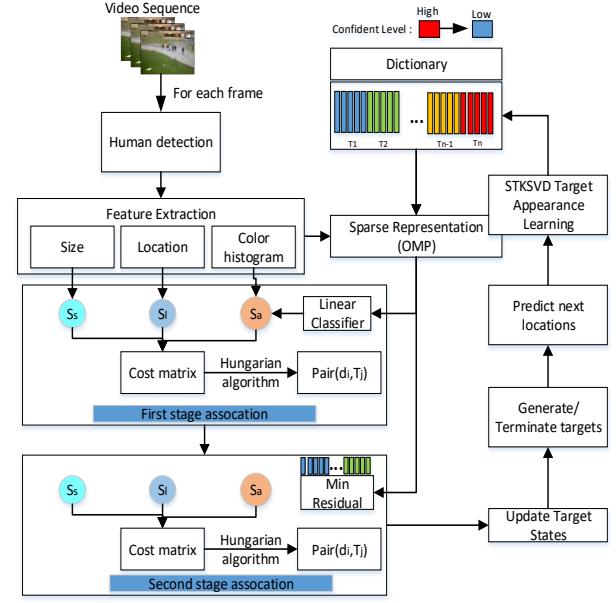 Video Sequence
High
Low
Confident Level :
For each frame
Dictionary
T1
T2
...
Tn-1
Tn
Human detection
Feature Extraction
Size
Location
Color
histogram
Sparse Representation
(OMP)
STKSVD Target
Appearance
Learning
Ss
Sl
Sa
Linear
Classifier
Predict next
locations
Cost matrix
Hungarian
algorithm
Pair(di,Tj)
First stage assocation
Generate/
Terminate targets
...
Min
Residual
Ss
Sl
Sa
Update Target
States
Cost matrix
Hungarian
algorithm
Pair(di,Tj)
Second stage assocation